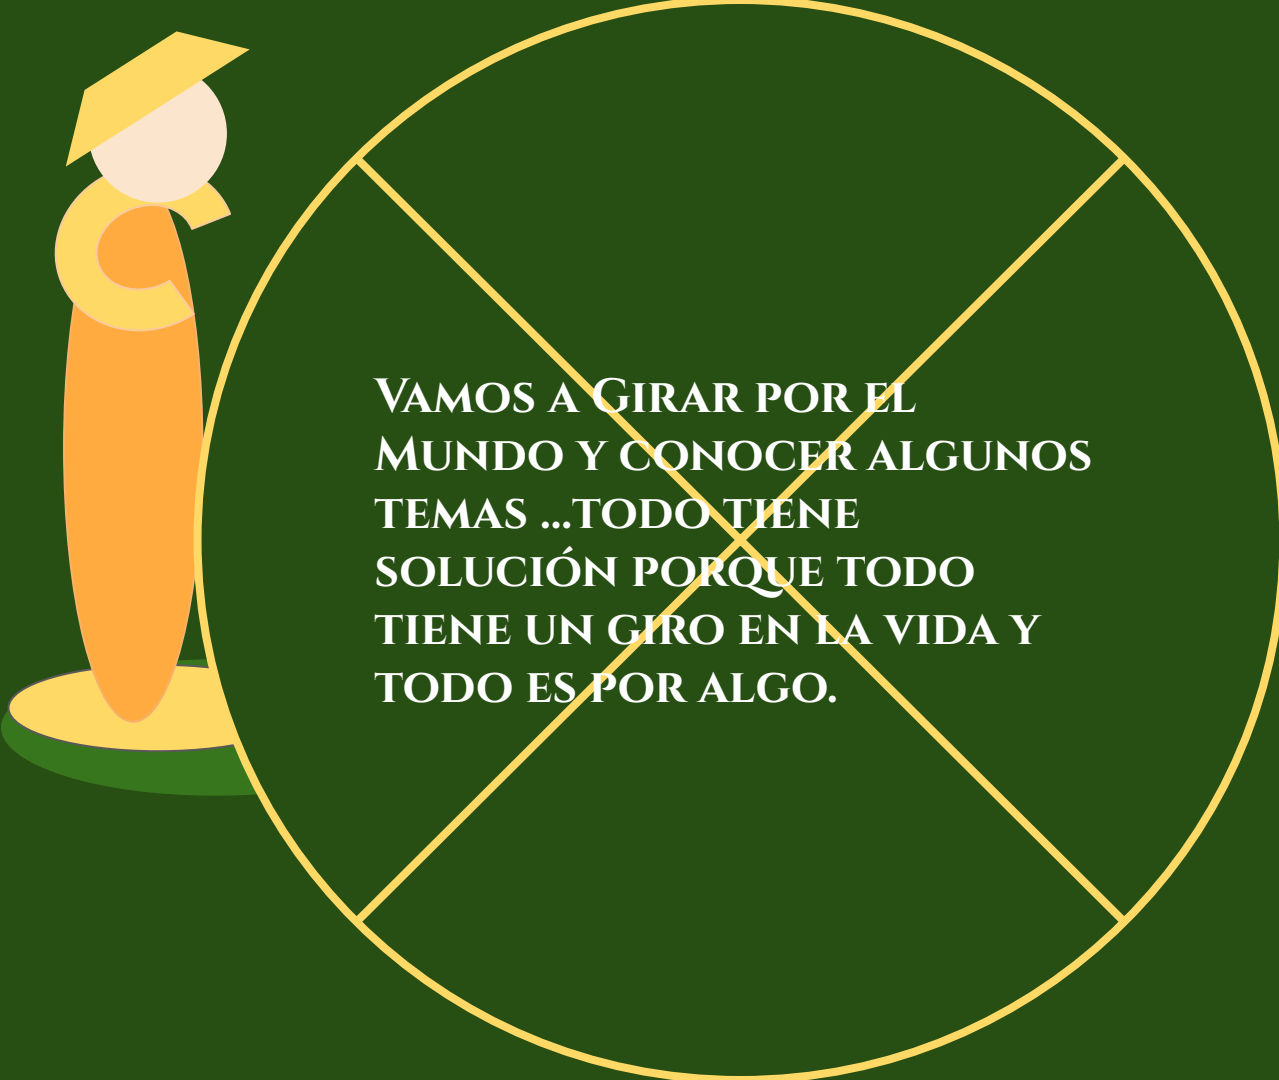 Vamos a Girar por el
Mundo y conocer algunos
temas ...todo tiene
solución porque todo
tiene un giro en la vida y
todo es por algo.